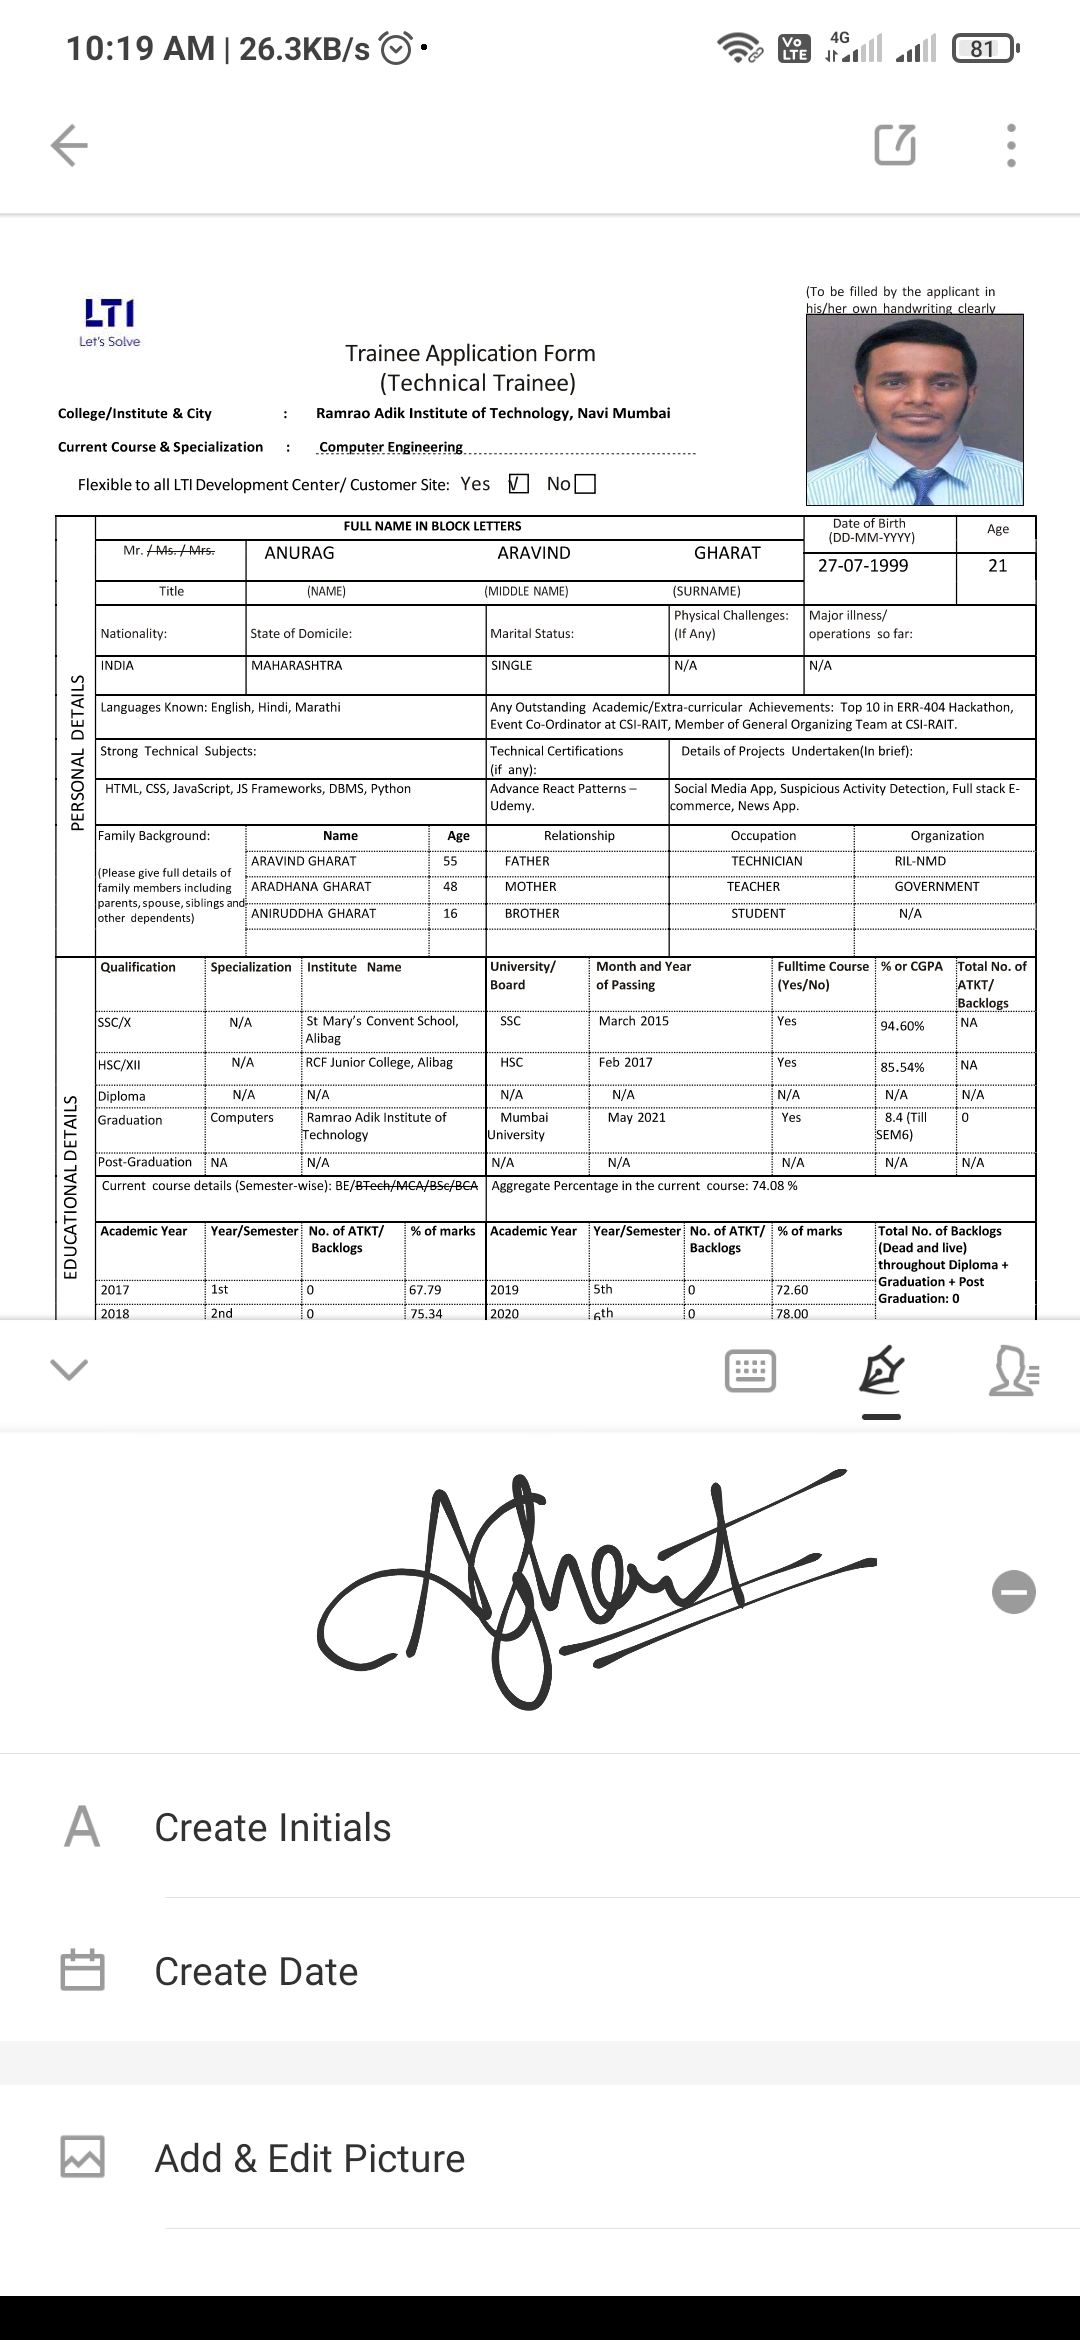 10:19 AM | 26.3KB/s
Vo LTE 4G 81
(To be filled by the applicant in
his/her own handwriting clearly
LTI
Let's Solve
Trainee Application Form
(Technical Trainee)
College/Institute & City : Ramrao Adik Institute of Technology, Navi Mumbai
Current Course & Specialization : Computer Engineering
Flexible to all LTI Development Center/ Customer Site: Yes √ No
PERSONAL DETAILS
FULL NAME IN BLOCK LETTERS
Date of Birth
(DD-MM-YYYY)
Age
Mr. / Ms. / Mrs. ANURAG ARAVIND GHARAT
27-07-1999 21
Title (NAME) (MIDDLE NAME) (SURNAME)
Nationality: State of Domicile: Marital Status: Physical Challenges: (If Any) Major illness/ operations so far:
INDIA MAHARASHTRA SINGLE N/A N/A
Languages Known: English, Hindi, Marathi
Any Outstanding Academic/Extra-curricular Achievements: Top 10 in ERR-404 Hackathon,
Event Co-Ordinator at CSI-RAIT, Member of General Organizing Team at CSI-RAIT.
Strong Technical Subjects: Technical Certifications (if any): Details of Projects Undertaken(In brief):
HTML, CSS, JavaScript, JS Frameworks, DBMS, Python
Advance React Patterns –
Udemy.
Social Media App, Suspicious Activity Detection, Full stack E-
commerce, News App.
Family Background: Name Age Relationship Occupation Organization
(Please give full details of
family members including
parents, spouse, siblings and
other dependents)
ARAVIND GHARAT 55 FATHER TECHNICIAN RIL-NMD
ARADHANA GHARAT 48 MOTHER TEACHER GOVERNMENT
ANIRUDDHA GHARAT 16 BROTHER STUDENT N/A
EDUCATIONAL DETAILS
Qualification Specialization Institute Name University/ Board Month and Year of Passing Fulltime Course (Yes/No) % or CGPA Total No. of ATKT/ Backlogs
SSC/X N/A St Mary's Convent School, Alibag SSC March 2015 Yes 94.60% NA
HSC/XII N/A RCF Junior College, Alibag HSC Feb 2017 Yes 85.54% NA
Diploma N/A N/A N/A N/A N/A N/A N/A
Graduation Computers Ramrao Adik Institute of Technology Mumbai University May 2021 Yes 8.4 (Till SEM6) 0
Post-Graduation NA N/A N/A N/A N/A N/A N/A
Current course details (Semester-wise): BE/BTech/MCA/BSc/BCA Aggregate Percentage in the current course: 74.08 %
Academic Year Year/Semester No. of ATKT/ Backlogs % of marks Academic Year Year/Semester No. of ATKT/ Backlogs % of marks
Total No. of Backlogs
(Dead and live)
throughout Diploma +
Graduation + Post
Graduation: 0
2017 1st 0 67.79 2019 5th 0 72.60
2018 2nd 0 75.34 2020 6th 0 78.00
AGharat
A Create Initials
Create Date
Add & Edit Picture